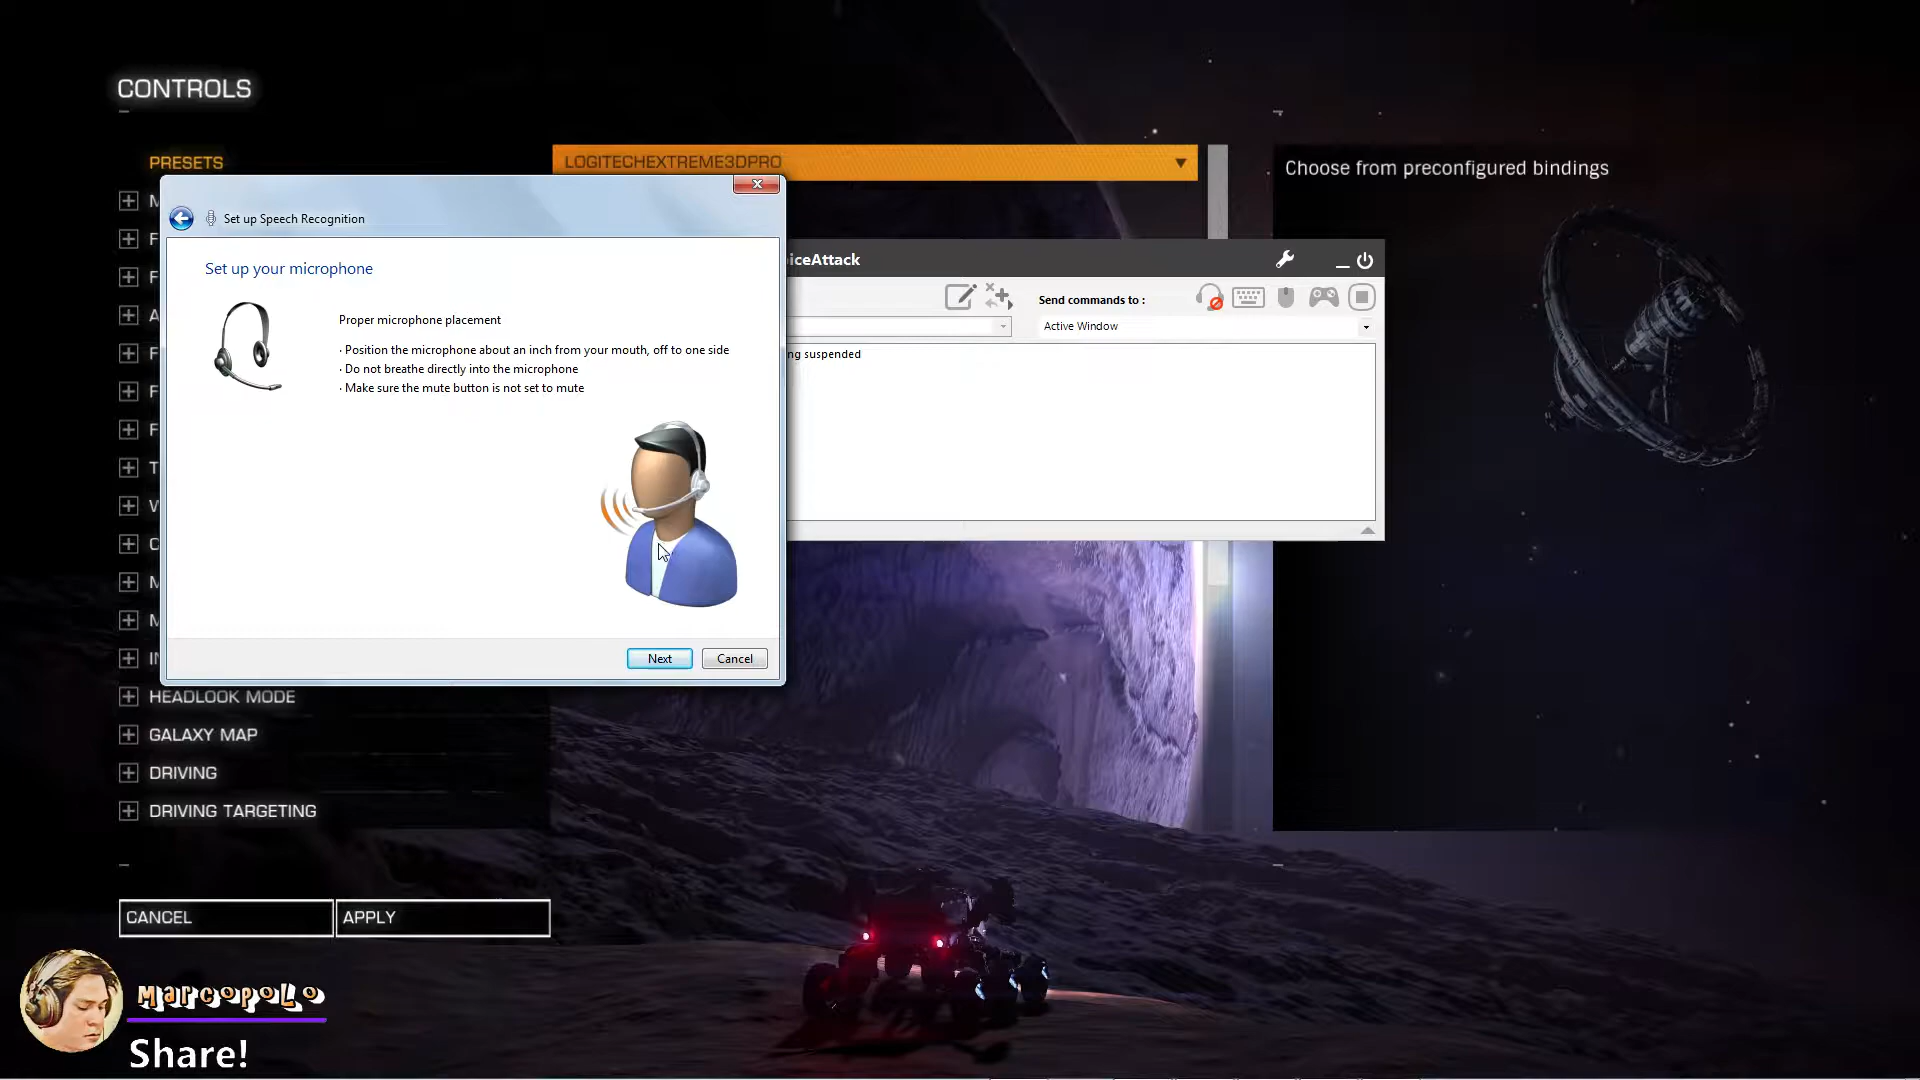 CONTROLS
PRESETS
LOGITECHEXTREME3DPRO
Choose from preconfigured bindings
M
F
F
A
F
F
F
T
W
C
M
M
IN
HEADLOOK MODE
GALAXY MAP
DRIVING
DRIVING TARGETING
CANCEL
APPLY
Set up Speech Recognition
Set up your microphone
Proper microphone placement
· Position the microphone about an inch from your mouth, off to one side
· Do not breathe directly into the microphone
· Make sure the mute button is not set to mute
Next
Cancel
iceAttack
Send commands to :
Active Window
ng suspended
Marcopolo
Share!